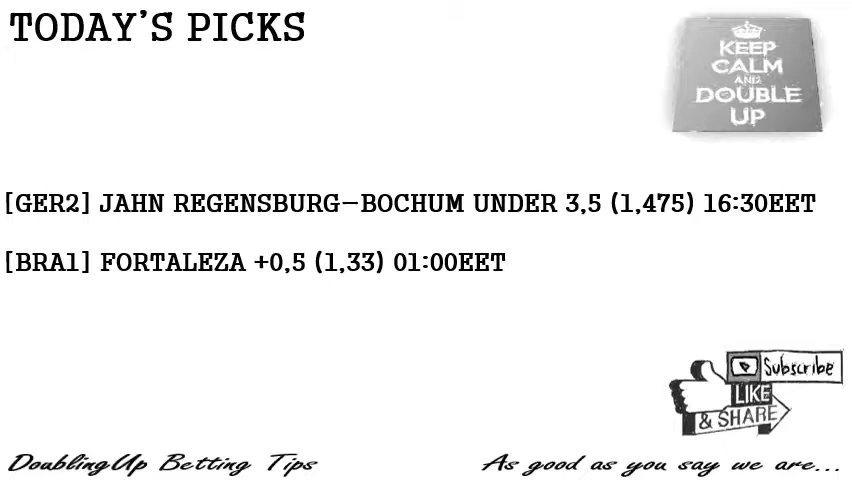 TODAY'S PICKS
KEEP
CALM
AND
DOUBLE
UP
[GER2] JAHN REGENSBURG-BOCHUM UNDER 3,5 (1,475) 16:30EET
[BRA1] FORTALEZA +0,5 (1,33) 01:00EET
Subscribe
LIKE
& SHARE
DoublingUp Betting Tips
As good as you say we are...